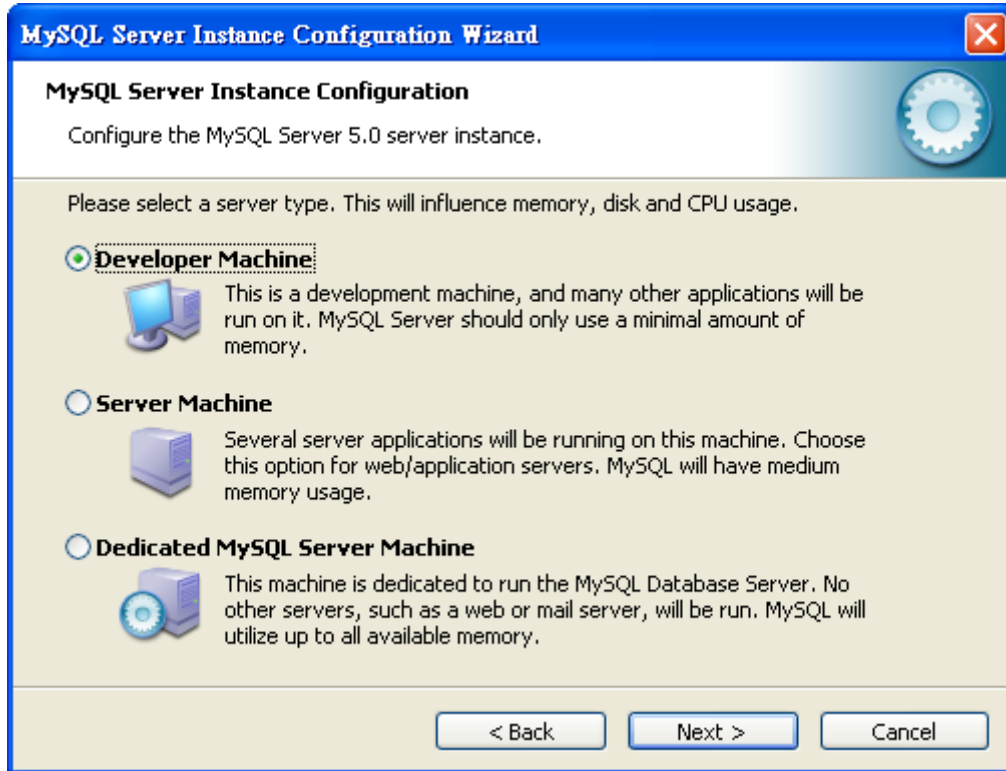 MySQL Server Instance Configuration Wizard
MySQL Server Instance Configuration
Configure the MySQL Server 5.0 server instance.
Please select a server type. This will influence memory, disk and CPU usage.
Developer Machine
This is a development machine, and many other applications will be
run on it. MySQL Server should only use a minimal amount of
memory.
Server Machine
Several server applications will be running on this machine. Choose
this option for web/application servers. MySQL will have medium
memory usage.
Dedicated MySQL Server Machine
This machine is dedicated to run the MySQL Database Server. No
other servers, such as a web or mail server, will be run. MySQL will
utilize up to all available memory.
< Back
Next >
Cancel